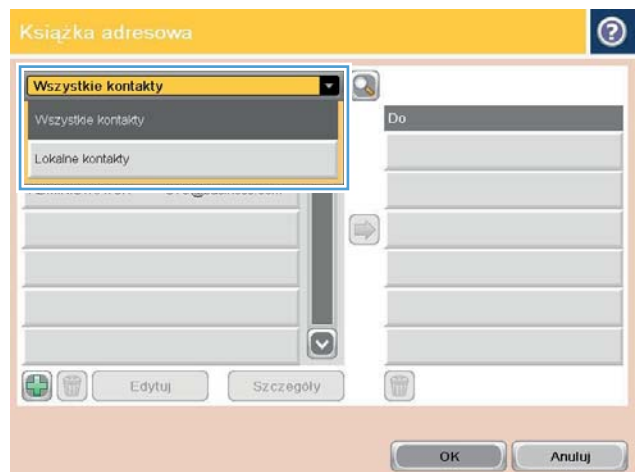 Książka adresowa
Wszystkie kontakty
Wszystkie kontakty
Lokalne kontakty
Do
Edytuj
Szczegóły
OK
Anuluj